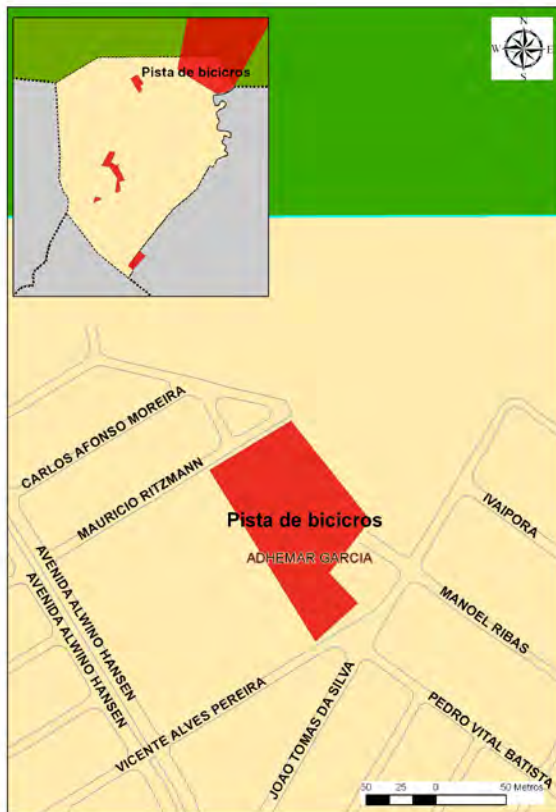 Pista de bicicros
N
W E
S
CARLOS AFONSO MOREIRA
MAURICIO RITZMANN
IVAIPORA
Pista de bicicros
ADHEMAR GARCIA
AVENIDA ALWINO HANSEN
AVENIDA ALWINO HANSEN
MANOEL RIBAS
VICENTE ALVES PEREIRA
JOAO TOMAS DA SILVA
PEDRO VITAL BATISTA
50 25 0 50 Metros